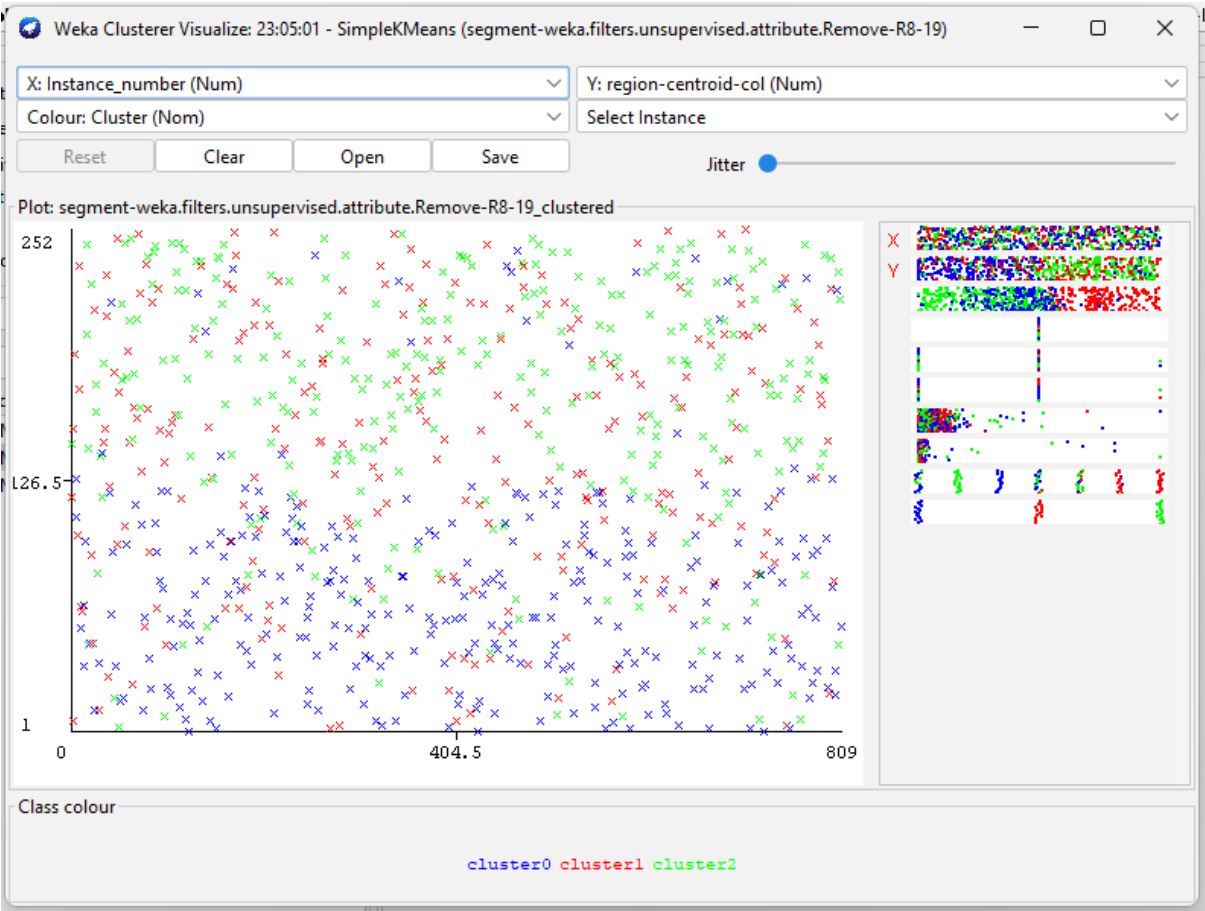 Weka Clusterer Visualize: 23:05:01 - SimpleKMeans (segment-weka.filters.unsupervised.attribute.Remove-R8-19)
X: Instance_number (Num)
Y: region-centroid-col (Num)
Colour: Cluster (Nom)
Select Instance
Reset
Clear
Open
Save
Jitter
Plot: segment-weka.filters.unsupervised.attribute.Remove-R8-19_clustered
252
X
Y
126.5
1
0
404.5
809
Class colour
cluster0 cluster1 cluster2